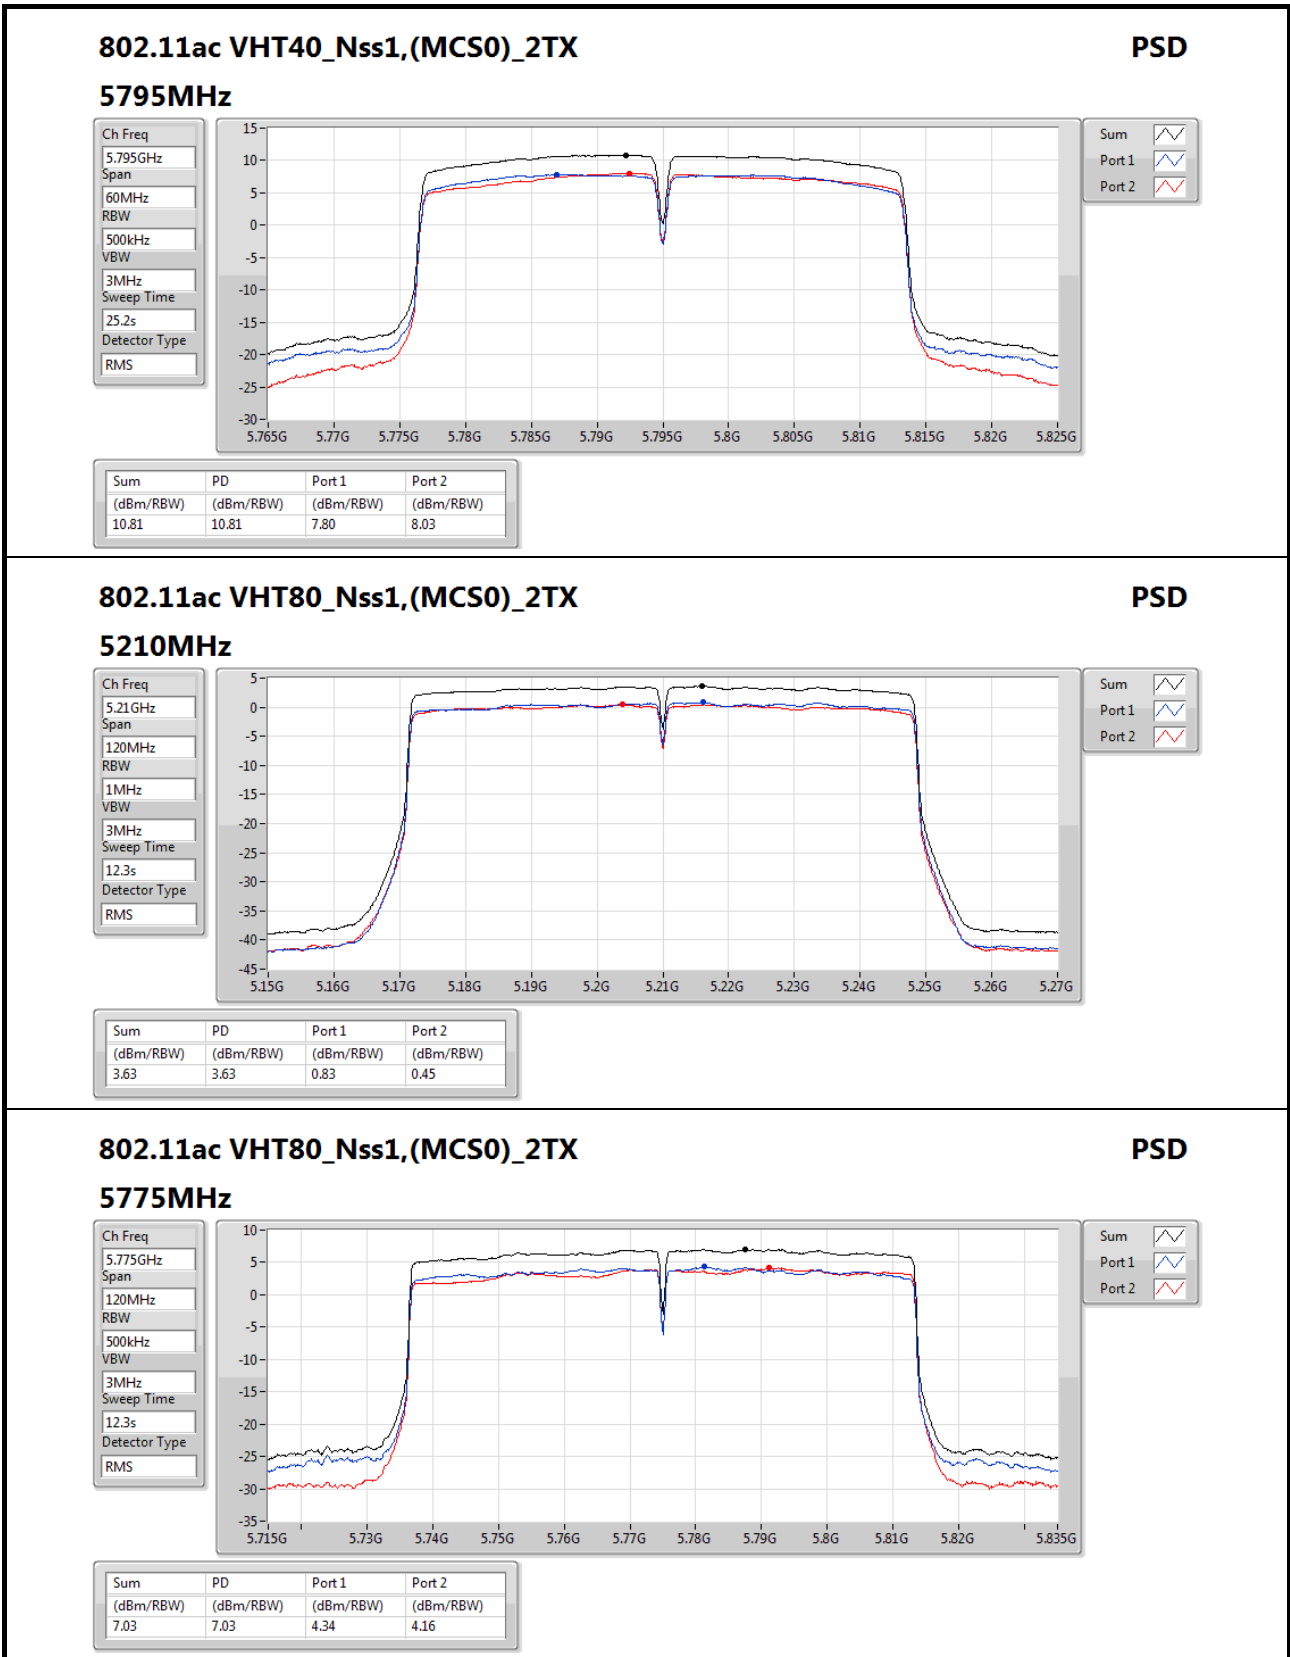 802.11ac VHT40_Nss1,(MCS0)_2TX PSD
5795MHz
Ch Freq
5.795GHz
Span
60MHz
RBW
500kHz
VBW
3MHz
Sweep Time
25.2s
Detector Type
RMS
15
10
5
0
-5
-10
-15
-20
-25
-30
5.765G 5.77G 5.775G 5.78G 5.785G 5.79G 5.795G 5.8G 5.805G 5.81G 5.815G 5.82G 5.825G
Sum
Port 1
Port 2
Sum PD Port 1 Port 2
(dBm/RBW) (dBm/RBW) (dBm/RBW) (dBm/RBW)
10.81 10.81 7.80 8.03
802.11ac VHT80_Nss1,(MCS0)_2TX PSD
5210MHz
Ch Freq
5.21GHz
Span
120MHz
RBW
1MHz
VBW
3MHz
Sweep Time
12.3s
Detector Type
RMS
5
0
-5
-10
-15
-20
-25
-30
-35
-40
-45
5.15G 5.16G 5.17G 5.18G 5.19G 5.2G 5.21G 5.22G 5.23G 5.24G 5.25G 5.26G 5.27G
Sum
Port 1
Port 2
Sum PD Port 1 Port 2
(dBm/RBW) (dBm/RBW) (dBm/RBW) (dBm/RBW)
3.63 3.63 0.83 0.45
802.11ac VHT80_Nss1,(MCS0)_2TX PSD
5775MHz
Ch Freq
5.775GHz
Span
120MHz
RBW
500kHz
VBW
3MHz
Sweep Time
12.3s
Detector Type
RMS
10
5
0
-5
-10
-15
-20
-25
-30
-35
5.715G 5.73G 5.74G 5.75G 5.76G 5.77G 5.78G 5.79G 5.8G 5.81G 5.82G 5.835G
Sum
Port 1
Port 2
Sum PD Port 1 Port 2
(dBm/RBW) (dBm/RBW) (dBm/RBW) (dBm/RBW)
7.03 7.03 4.34 4.16